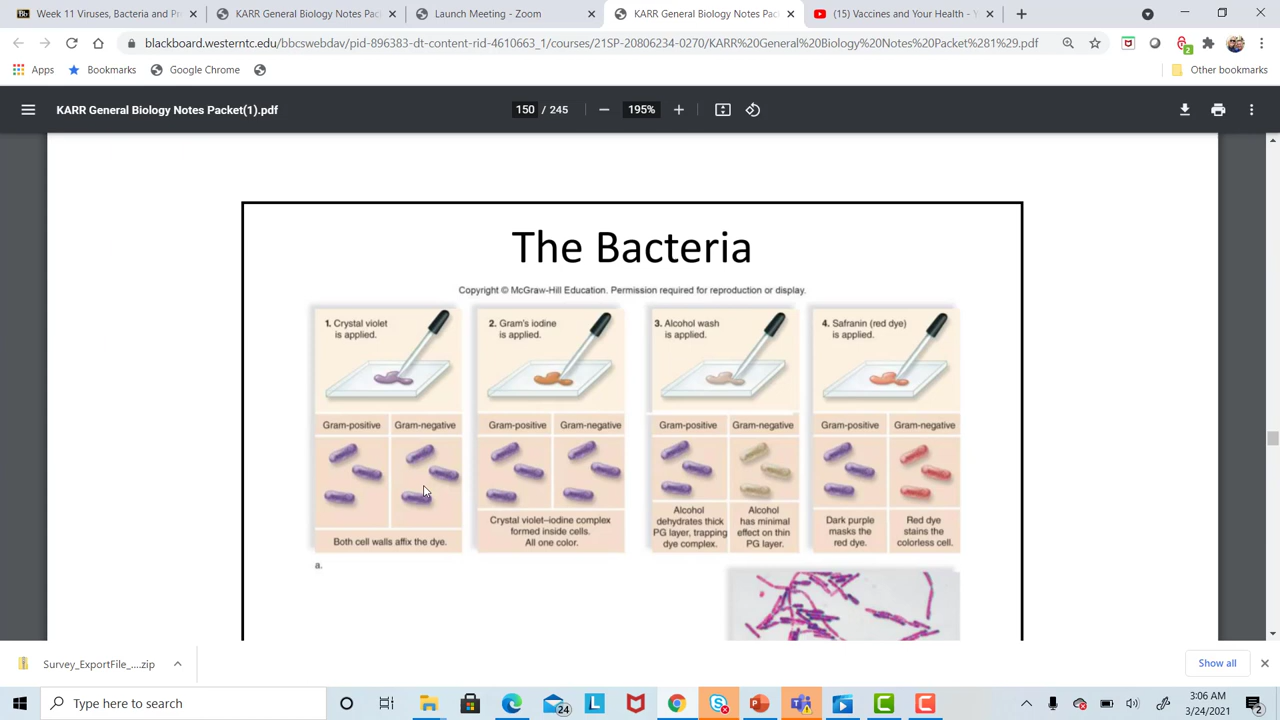 Week 11 Viruses, Bacteria and Pr
KARR General Biology Notes Pac
Launch Meeting - Zoom
KARR General Biology Notes Pac
(15) Vaccines and Your Health - Y
blackboard.westerntc.edu/bbcswebdav/pid-896383-dt-content-rid-4610663_1/courses/21SP-20806234-0270/KARR%20General%20Biology%20Notes%20Packet%281%29.pdf
Apps
Bookmarks
Google Chrome
Other bookmarks
KARR General Biology Notes Packet(1).pdf
150 / 245
195%
The Bacteria
Copyright © McGraw-Hill Education. Permission required for reproduction or display.
1. Crystal violet
is applied.
2. Gram's iodine
is applied.
3. Alcohol wash
is applied.
4. Safranin (red dye)
is applied.
Gram-positive
Gram-negative
Gram-positive
Gram-negative
Gram-positive
Gram-negative
Gram-positive
Gram-negative
Both cell walls affix the dye.
Crystal violet–iodine complex
formed inside cells.
All one color.
Alcohol
dehydrates thick
PG layer, trapping
dye complex.
Alcohol
has minimal
effect on thin
PG layer.
Dark purple
masks the
red dye.
Red dye
stains the
colorless cell.
a.
Survey_ExportFile_....zip
Show all
Type here to search
24
3:06 AM
3/24/2021
2